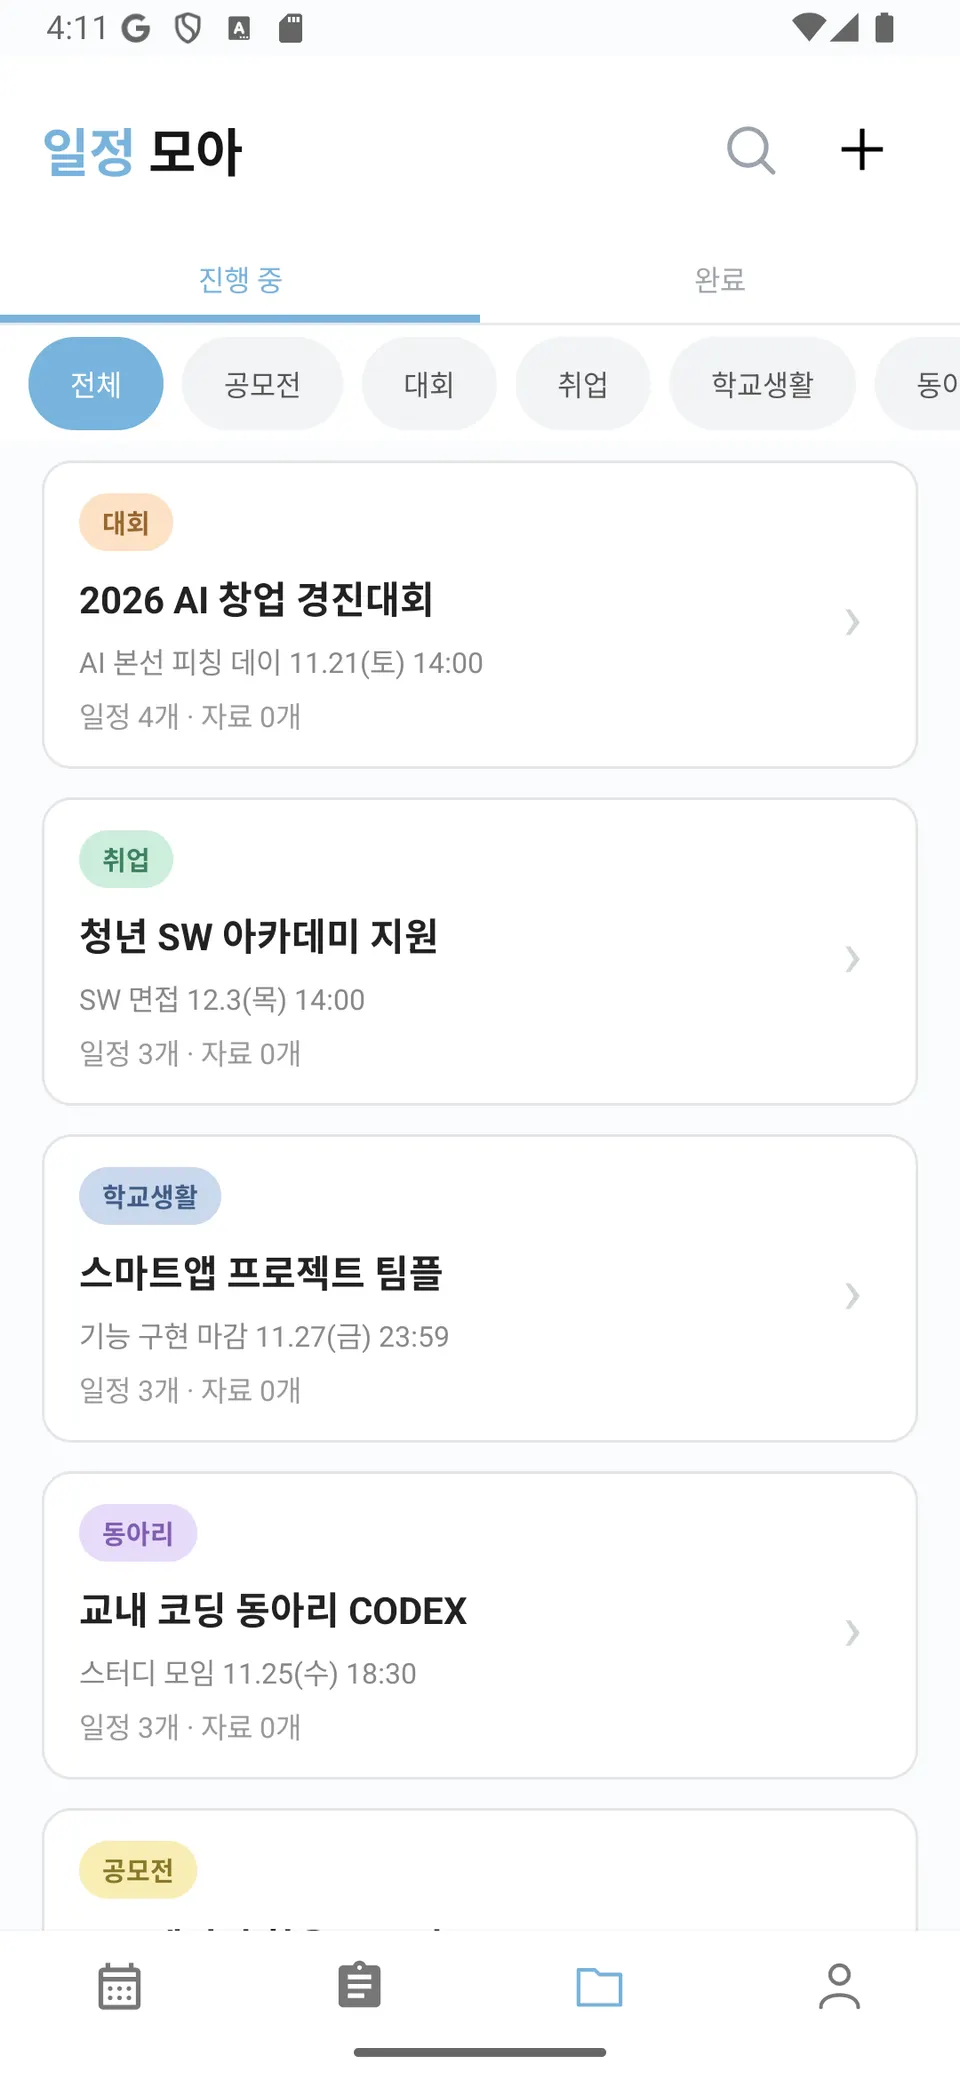 4:11
일정 모아
진행 중
완료
전체
공모전
대회
취업
학교생활
대회
2026 AI 창업 경진대회
AI 본선 피칭 데이 11.21(토) 14:00
일정 4개 · 자료 0개
취업
청년 SW 아카데미 지원
SW 면접 12.3(목) 14:00
일정 3개 · 자료 0개
학교생활
스마트앱 프로젝트 팀플
기능 구현 마감 11.27(금) 23:59
일정 3개 · 자료 0개
동아리
교내 코딩 동아리 CODEX
스터디 모임 11.25(수) 18:30
일정 3개 · 자료 0개
공모전